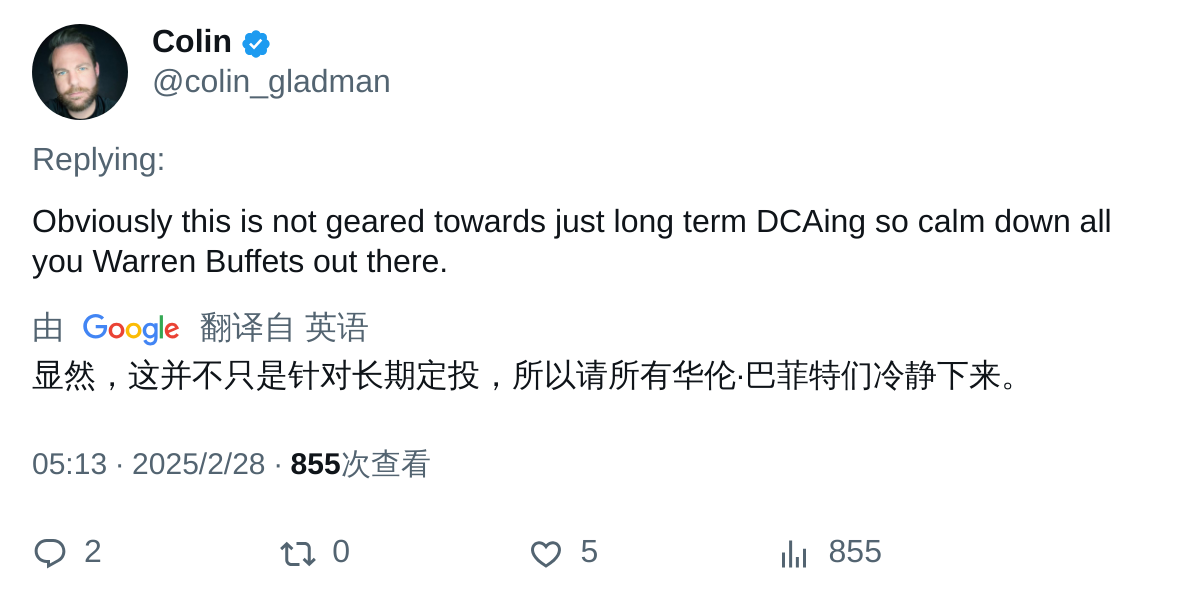 Colin
@colin_gladman
Replying:
Obviously this is not geared towards just long term DCAing so calm down all
you Warren Buffets out there.
由 Google 翻译自 英语
显然，这并不只是针对长期定投，所以请所有华伦·巴菲特们冷静下来。
05:13 · 2025/2/28 · 855次查看
2 0 5 855